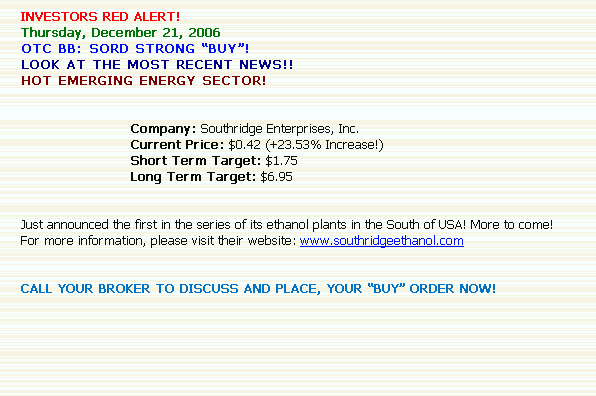 INVESTORS RED ALERT!
Thursday, December 21, 2006
OTC BB: SORD STRONG “BUY”!
LOOK AT THE MOST RECENT NEWS!!
HOT EMERGING ENERGY SECTOR!
Company: Southridge Enterprises, Inc.
Current Price: $0.42 (+23.53% Increase!)
Short Term Target: $1.75
Long Term Target: $6.95
Just announced the first in the series of its ethanol plants in the South of USA! More to come!
For more information, please visit their website: www.southridgeethanol.com
CALL YOUR BROKER TO DISCUSS AND PLACE, YOUR “BUY” ORDER NOW!